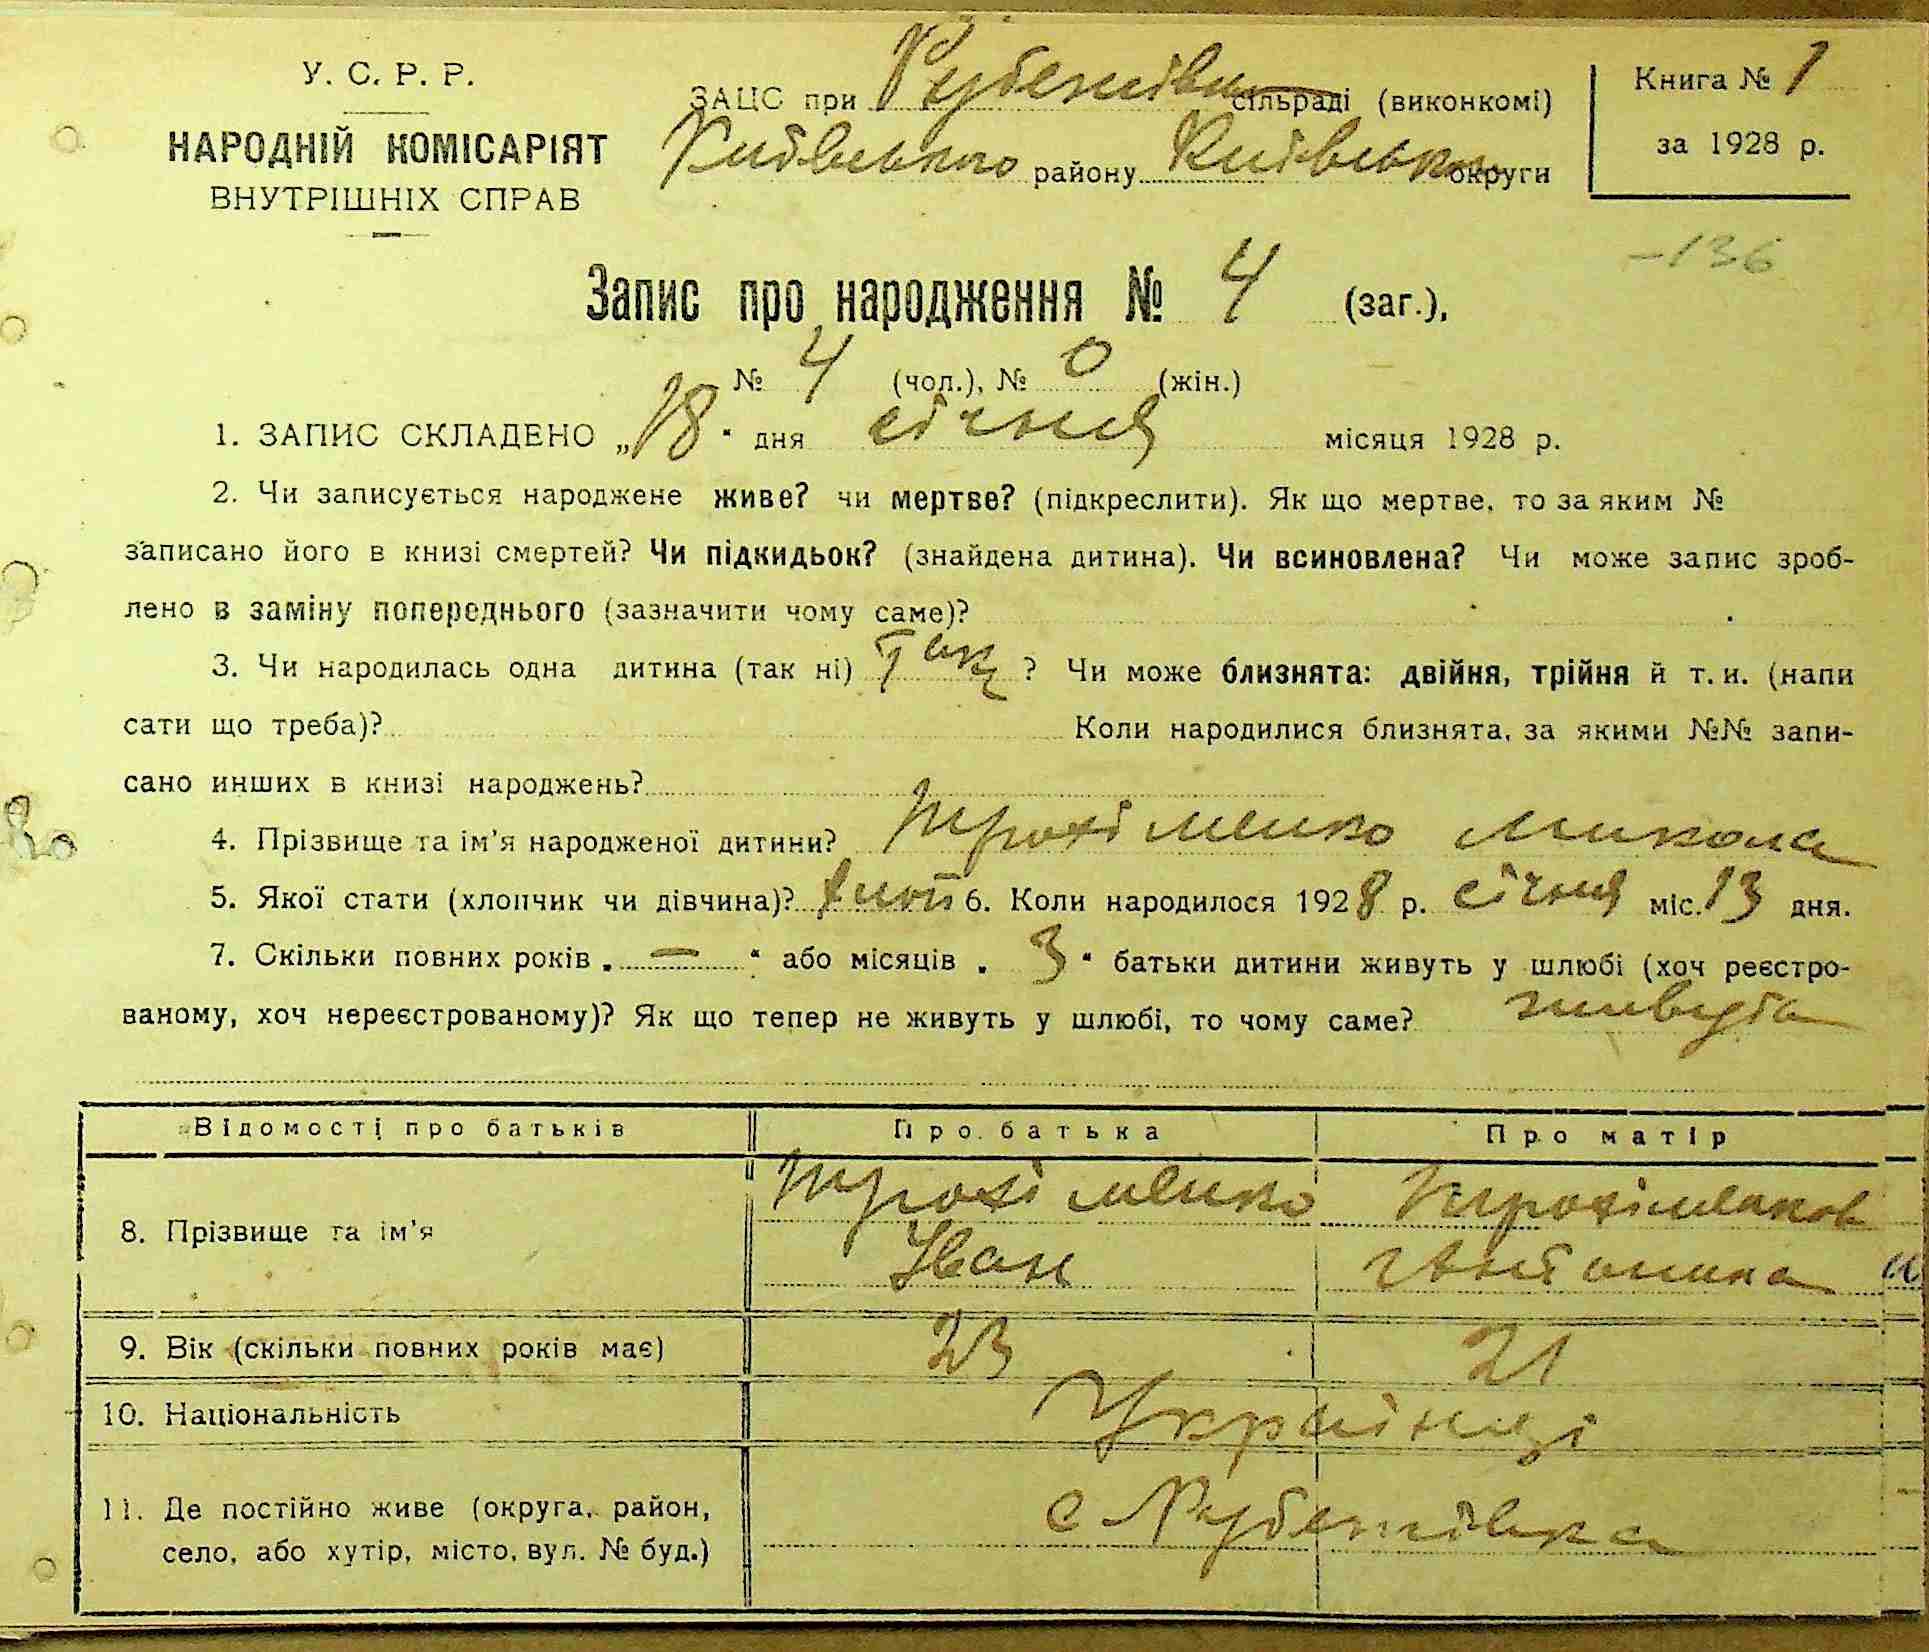 У. С. Р. Р.
НАРОДНІЙ КОМІСАРІЯТ
ВНУТРІШНІХ СПРАВ
ЗАЦС при Рубежівск сільраді (виконкомі)
Київського району Київської округи
Книга № 1
за 1928 р.
-136
Запис про народження № 4 (заг.),
№ 4 (чол.), № 0 (жін.)
1. ЗАПИС СКЛАДЕНО „18“ дня січня місяця 1928 р.
2. Чи записується народжене живе? чи мертве? (підкреслити). Як що мертве, то за яким №
записано його в книзі смертей? Чи підкидьок? (знайдена дитина). Чи всиновлена? Чи може запис зроб-
лено в заміну попереднього (зазначити чому саме)?
3. Чи народилась одна дитина (так ні) Так ? Чи може близнята: двійня, трійня й т. и. (напи
сати що треба)? Коли народилися близнята, за якими №№ запи-
сано инших в книзі народжень?
4. Прізвище та ім'я народженої дитини? Трохіменко Микола
5. Якої стати (хлопчик чи дівчина)? 6. Коли народилося 1928 р. січня міс. 13 дня.
7. Скільки повних років „ — “ або місяців „ 3 “ батьки дитини живуть у шлюбі (хоч реєстро-
ваному, хоч нереєстрованому)? Як що тепер не живуть у шлюбі, то чому саме? живуть
Відомості про батьків Про батька Про матір
8. Прізвище та ім'я Трохіменко Трохіменков
Іван Антонина
9. Вік (скільки повних років має) 23 21
10. Національність Українці
11. Де постійно живе (округа, район,
село, або хутір, місто, вул. № буд.) с Рубежівка